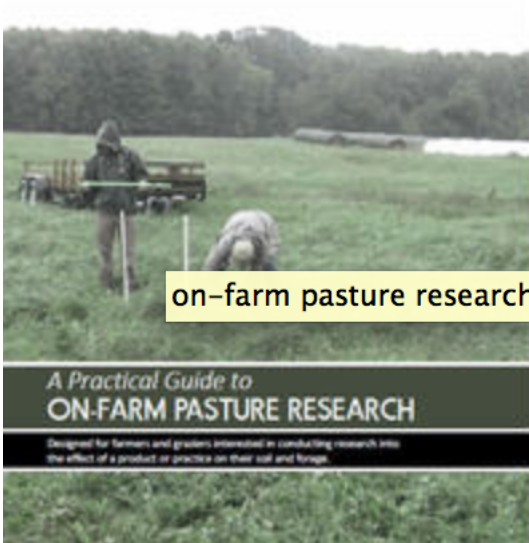 on-farm pasture research
A Practical Guide to
ON-FARM PASTURE RESEARCH
Designed for farmers and graziers interested in conducting research into
the effect of a product or practice on their soil and forage.